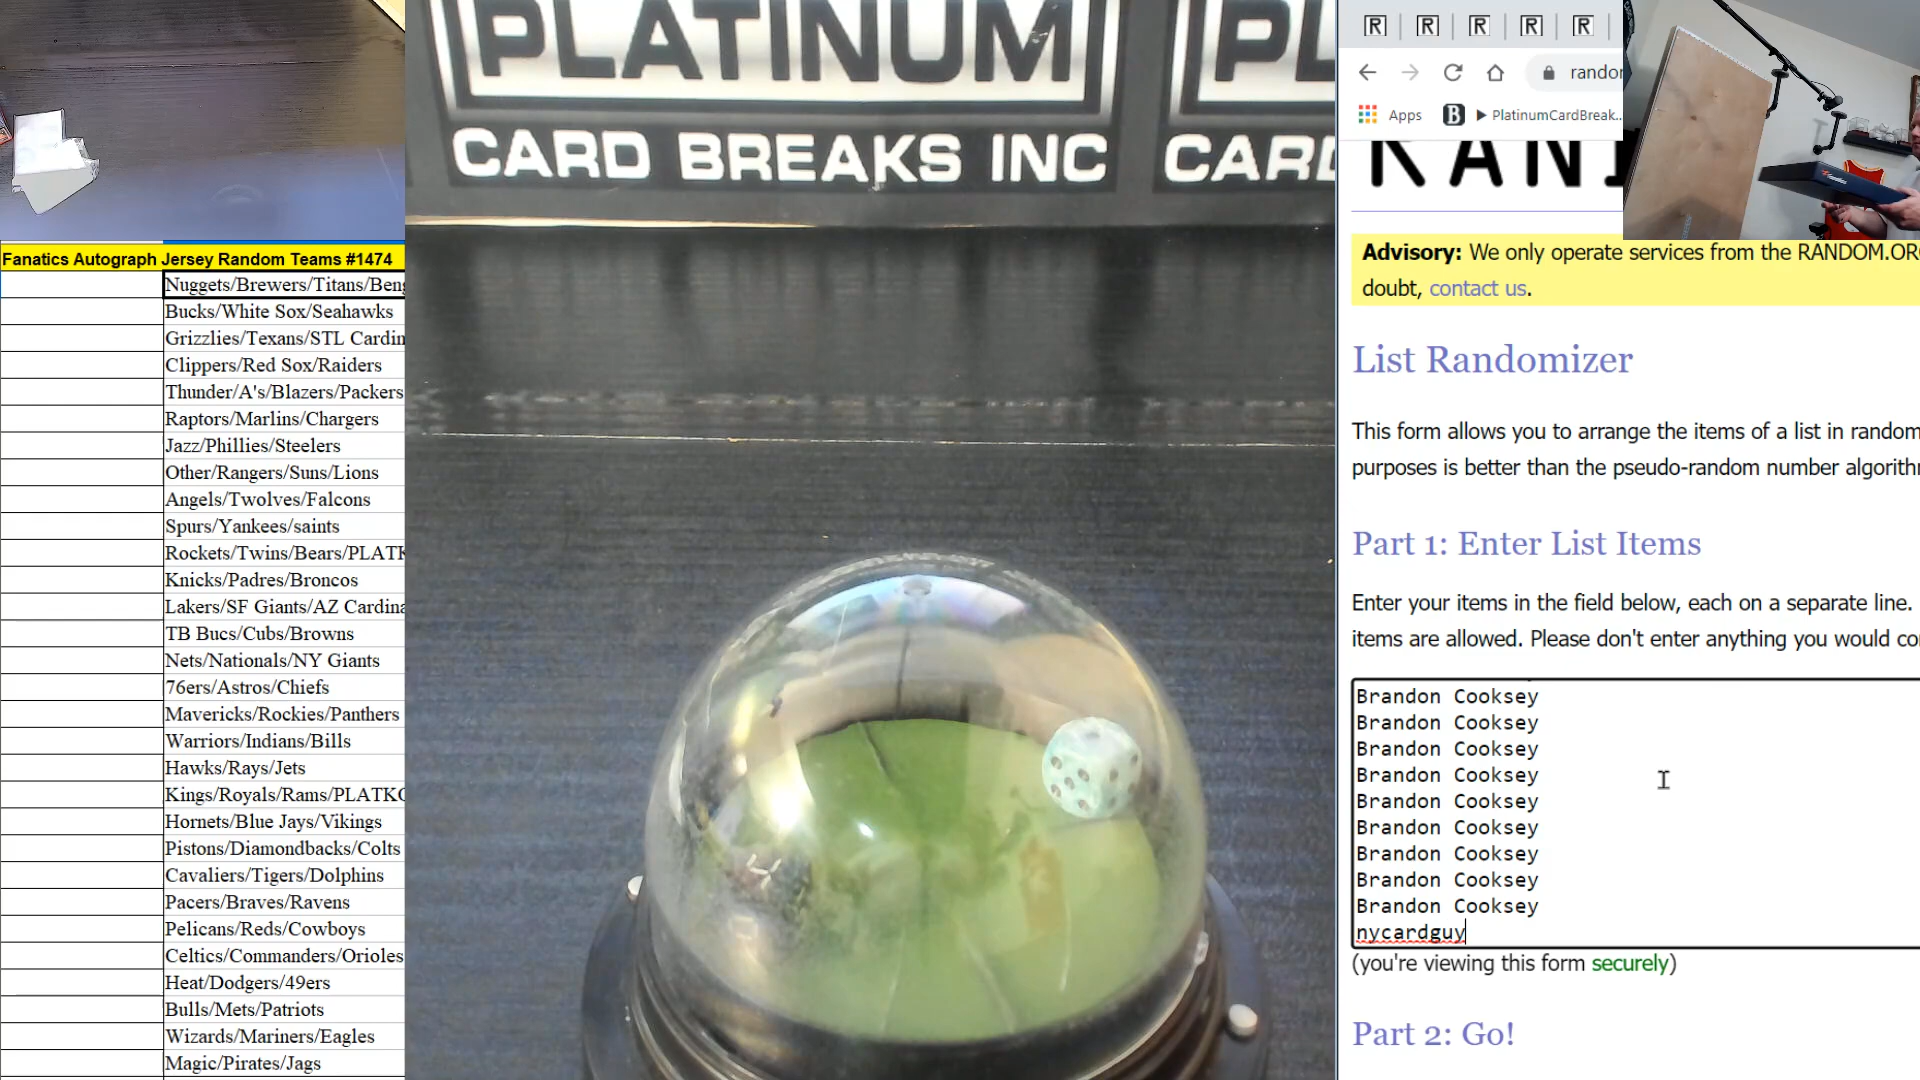 PLATINUM
CARD BREAKS INC
CARD
Fanatics Autograph Jersey Random Teams #1474
Nuggets/Brewers/Titans/Beng
Bucks/White Sox/Seahawks
Grizzlies/Texans/STL Cardin
Clippers/Red Sox/Raiders
Thunder/A's/Blazers/Packers
Raptors/Marlins/Chargers
Jazz/Phillies/Steelers
Other/Rangers/Suns/Lions
Angels/Twolves/Falcons
Spurs/Yankees/saints
Rockets/Twins/Bears/PLATK
Knicks/Padres/Broncos
Lakers/SF Giants/AZ Cardina
TB Bucs/Cubs/Browns
Nets/Nationals/NY Giants
76ers/Astros/Chiefs
Mavericks/Rockies/Panthers
Warriors/Indians/Bills
Hawks/Rays/Jets
Kings/Royals/Rams/PLATKC
Hornets/Blue Jays/Vikings
Pistons/Diamondbacks/Colts
Cavaliers/Tigers/Dolphins
Pacers/Braves/Ravens
Pelicans/Reds/Cowboys
Celtics/Commanders/Orioles
Heat/Dodgers/49ers
Bulls/Mets/Patriots
Wizards/Mariners/Eagles
Magic/Pirates/Jags
R R R R R
randor
Apps B PlatinumCardBreak...
RAN
Advisory: We only operate services from the RANDOM.OR
doubt, contact us.
List Randomizer
This form allows you to arrange the items of a list in random
purposes is better than the pseudo-random number algorith
Part 1: Enter List Items
Enter your items in the field below, each on a separate line.
items are allowed. Please don't enter anything you would co
Brandon Cooksey
Brandon Cooksey
Brandon Cooksey
Brandon Cooksey
Brandon Cooksey
Brandon Cooksey
Brandon Cooksey
Brandon Cooksey
Brandon Cooksey
nycardguy
(you're viewing this form securely)
Part 2: Go!